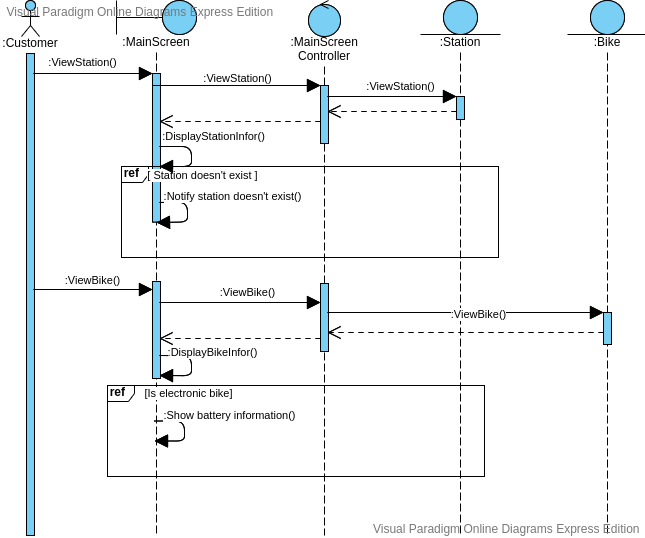 Visual Paradigm Online Diagrams Express Edition
:Customer
:MainScreen
:MainScreen
Controller
:Station
:Bike
:ViewStation()
:ViewStation()
:ViewStation()
:DisplayStationInfor()
ref
[ Station doesn't exist ]
:Notify station doesn't exist()
:ViewBike()
:ViewBike()
:ViewBike()
:DisplayBikeInfor()
ref
[Is electronic bike]
:Show battery information()
Visual Paradigm Online Diagrams Express Edition